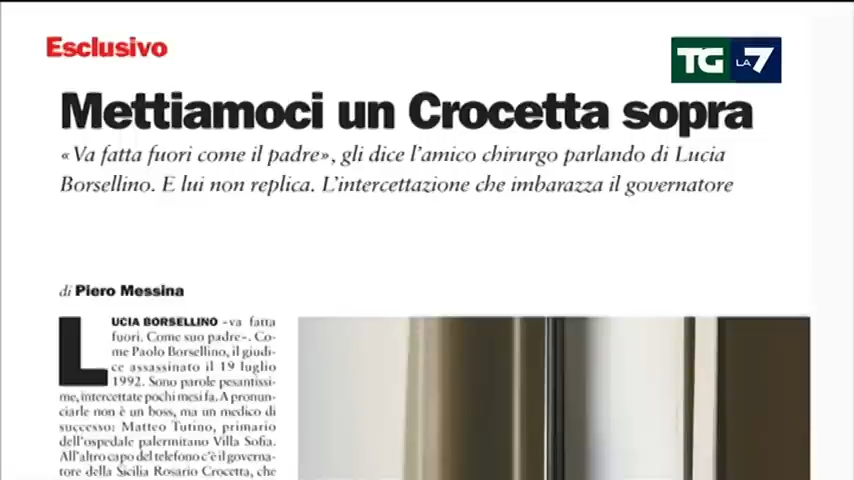 Esclusivo
TG LA 7
Mettiamoci un Crocetta sopra
«Va fatta fuori come il padre», gli dice l'amico chirurgo parlando di Lucia
Borsellino. E lui non replica. L'intercettazione che imbarazza il governatore
di Piero Messina
LUCIA BORSELLINO «va fatta
fuori. Come suo padre». Co-
me Paolo Borsellino, il giudi-
ce assassinato il 19 luglio
1992. Sono parole pesantissi-
me, intercettate pochi mesi fa. A pronun-
ciarle non è un boss, ma un medico di
successo: Matteo Tutino, primario
dell'ospedale palermitano Villa Sofia.
All'altro capo del telefono c'è il governa-
tore della Sicilia Rosario Crocetta, che